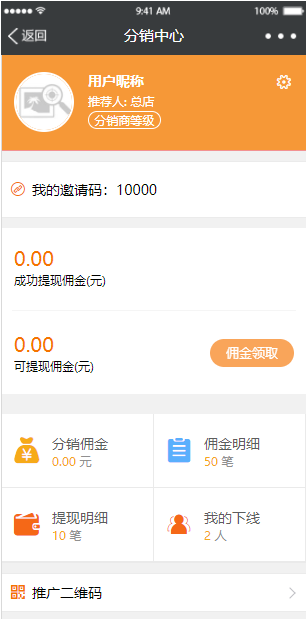 9:41 AM 100%
返回 分销中心
用户昵称
推荐人: 总店
分销商等级
我的邀请码：10000
0.00
成功提现佣金(元)
0.00
可提现佣金(元)
佣金领取
分销佣金
0.00 元
佣金明细
50 笔
提现明细
10 笔
我的下线
2 人
推广二维码